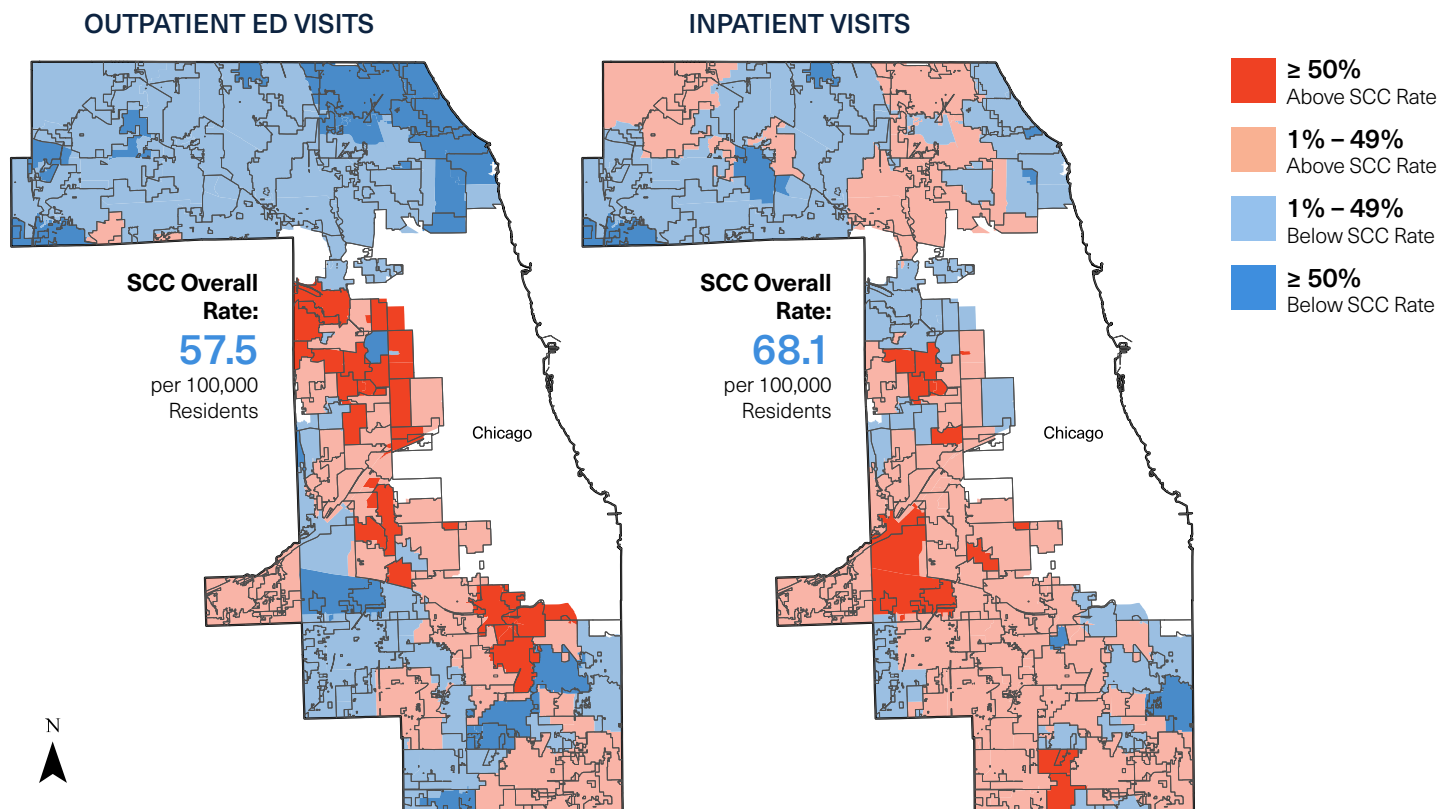 OUTPATIENT ED VISITS
INPATIENT VISITS
≥ 50%
Above SCC Rate
1% – 49%
Above SCC Rate
1% – 49%
Below SCC Rate
≥ 50%
Below SCC Rate
SCC Overall
Rate:
57.5
per 100,000
Residents
Chicago
SCC Overall
Rate:
68.1
per 100,000
Residents
Chicago
N